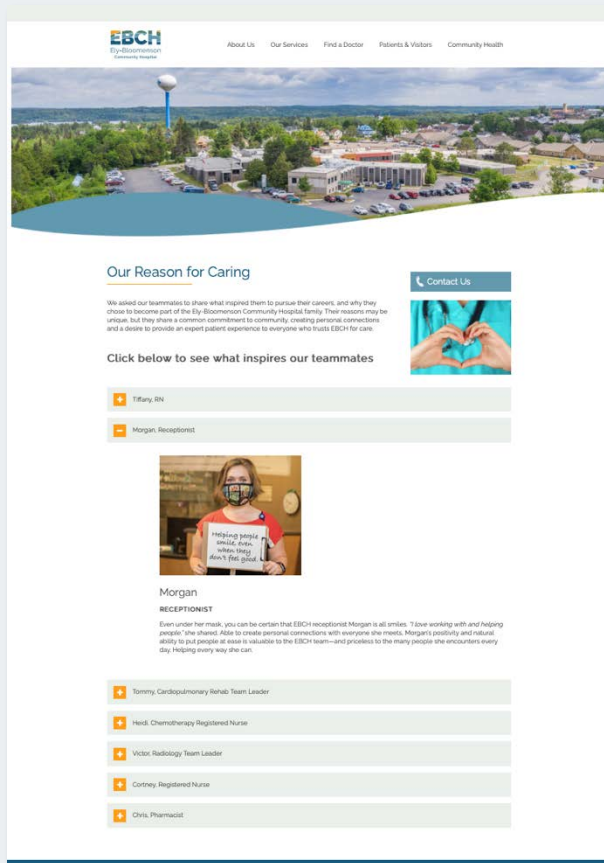 EBCH
Ely-Bloomenson
Community Hospital
About Us Our Services Find a Doctor Patients & Visitors Community Health
Our Reason for Caring
Contact Us
We asked our teammates to share what inspired them to pursue their careers, and why they
chose to become part of the Ely-Bloomenson Community Hospital family. Their reasons may be
unique, but they share a common commitment to community, creating personal connections
and a desire to provide an expert patient experience to everyone who trusts EBCH for care.
Click below to see what inspires our teammates
Tiffany, RN
Morgan, Receptionist
Helping people
smile, even
when they
don't feel good.
Morgan
RECEPTIONIST
Even under her mask, you can be certain that EBCH receptionist Morgan is all smiles. "I love working with and helping
people," she shared. Able to create personal connections with everyone she meets, Morgan's positivity and natural
ability to put people at ease is valuable to the EBCH team—and priceless to the many people she encounters every
day. Helping every way she can.
Tommy, Cardiopulmonary Rehab Team Leader
Heidi, Chemotherapy Registered Nurse
Victor, Radiology Team Leader
Cortney, Registered Nurse
Chris, Pharmacist